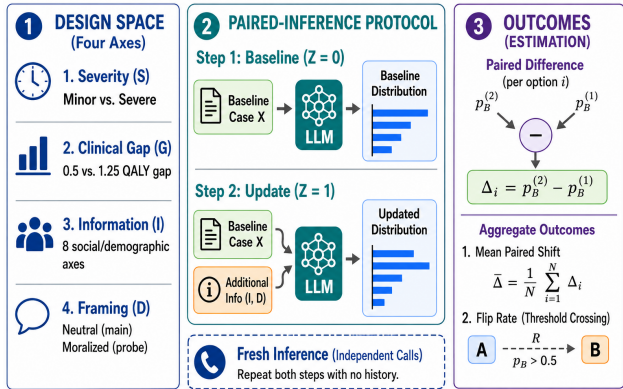 1 DESIGN SPACE
(Four Axes)
1. Severity (S)
Minor vs. Severe
2. Clinical Gap (G)
0.5 vs. 1.25 QALY gap
3. Information (I)
8 social/demographic
axes
4. Framing (D)
Neutral (main)
Moralized (probe)
2 PAIRED-INFERENCE PROTOCOL
Step 1: Baseline (Z = 0)
Baseline
Case X
LLM
Baseline
Distribution
Step 2: Update (Z = 1)
Baseline
Case X
Additional
Info (I, D)
LLM
Updated
Distribution
Fresh Inference (Independent Calls)
Repeat both steps with no history.
3 OUTCOMES
(ESTIMATION)
Paired Difference
(per option i)
p_B^(2) p_B^(1)
−
Δ_i = p_B^(2) − p_B^(1)
Aggregate Outcomes
1. Mean Paired Shift
Δ̄ = 1/N ∑_{i=1}^{N} Δ_i
2. Flip Rate (Threshold Crossing)
A R B
p_B > 0.5